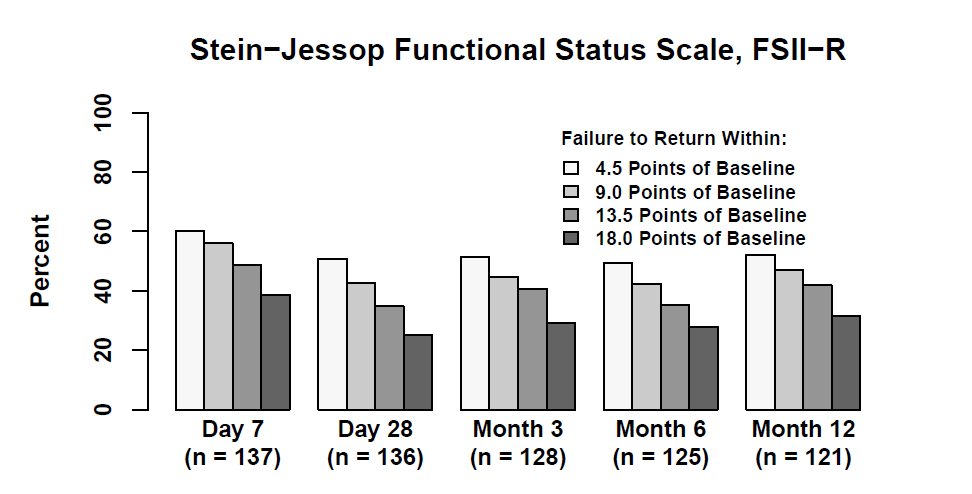 Stein−Jessop Functional Status Scale, FSII−R
Percent
100
80
60
40
20
0
Failure to Return Within:
4.5 Points of Baseline
9.0 Points of Baseline
13.5 Points of Baseline
18.0 Points of Baseline
Day 7
(n = 137)
Day 28
(n = 136)
Month 3
(n = 128)
Month 6
(n = 125)
Month 12
(n = 121)